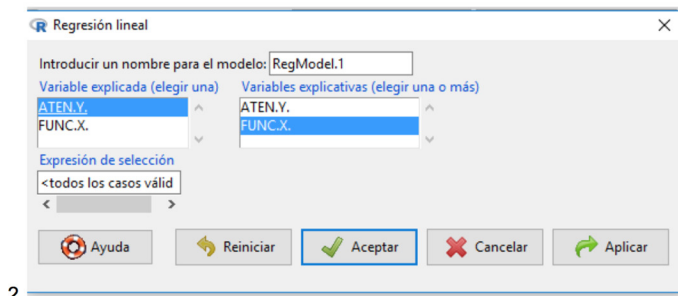 Regresión lineal
Introducir un nombre para el modelo: RegModel.1
Variable explicada (elegir una) Variables explicativas (elegir una o más)
ATEN.Y. ATEN.Y.
FUNC.X. FUNC.X.
Expresión de selección
<todos los casos válid
Ayuda Reiniciar Aceptar Cancelar Aplicar
2